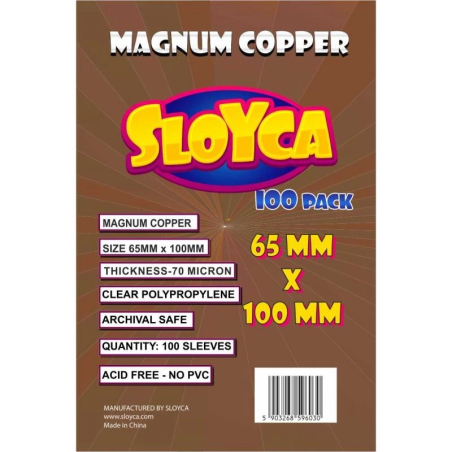 MAGNUM COPPER
SLOYCA
100 PACK
MAGNUM COPPER
SIZE 65MM x 100MM
THICKNESS-70 MICRON
CLEAR POLYPROPYLENE
ARCHIVAL SAFE
QUANTITY: 100 SLEEVES
ACID FREE - NO PVC
65 MM
X
100 MM
MANUFACTURED BY SLOYCA
www.sloyca.com
Made in China
5 903268 596030